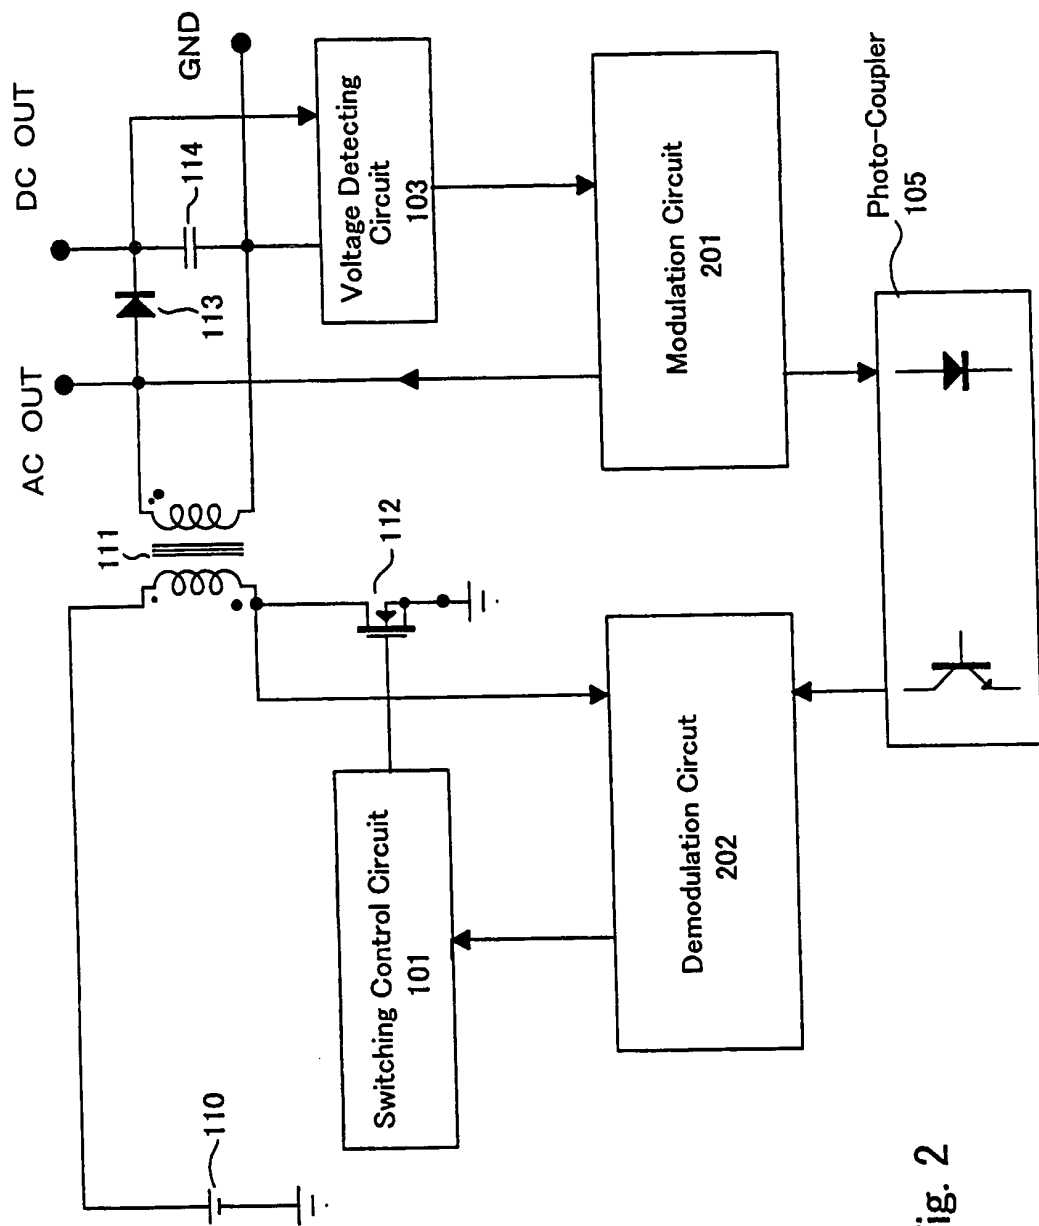 DC OUT
GND
AC OUT
114
113
111
112
110
Voltage Detecting
Circuit
103
Modulation Circuit
201
Photo-Coupler
105
Switching Control Circuit
101
Demodulation Circut
202
ig. 2